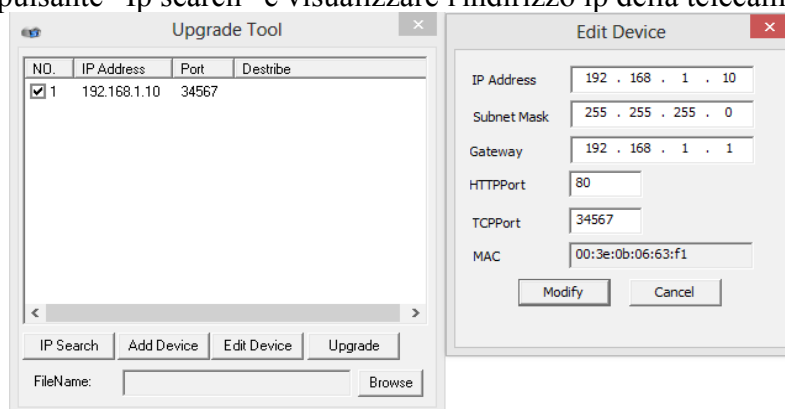 pulsante "Ip search" e visualizzare l'indirizzo ip della
Upgrade Tool
NO. IP Address Port Destribe
1 192.168.1.10 34567
IP Search Add Device Edit Device Upgrade
FileName: Browse
Edit Device
IP Address 192 . 168 . 1 . 10
Subnet Mask 255 . 255 . 255 . 0
Gateway 192 . 168 . 1 . 1
HTTPPort 80
TCPPort 34567
MAC 00:3e:0b:06:63:f1
Modify Cancel